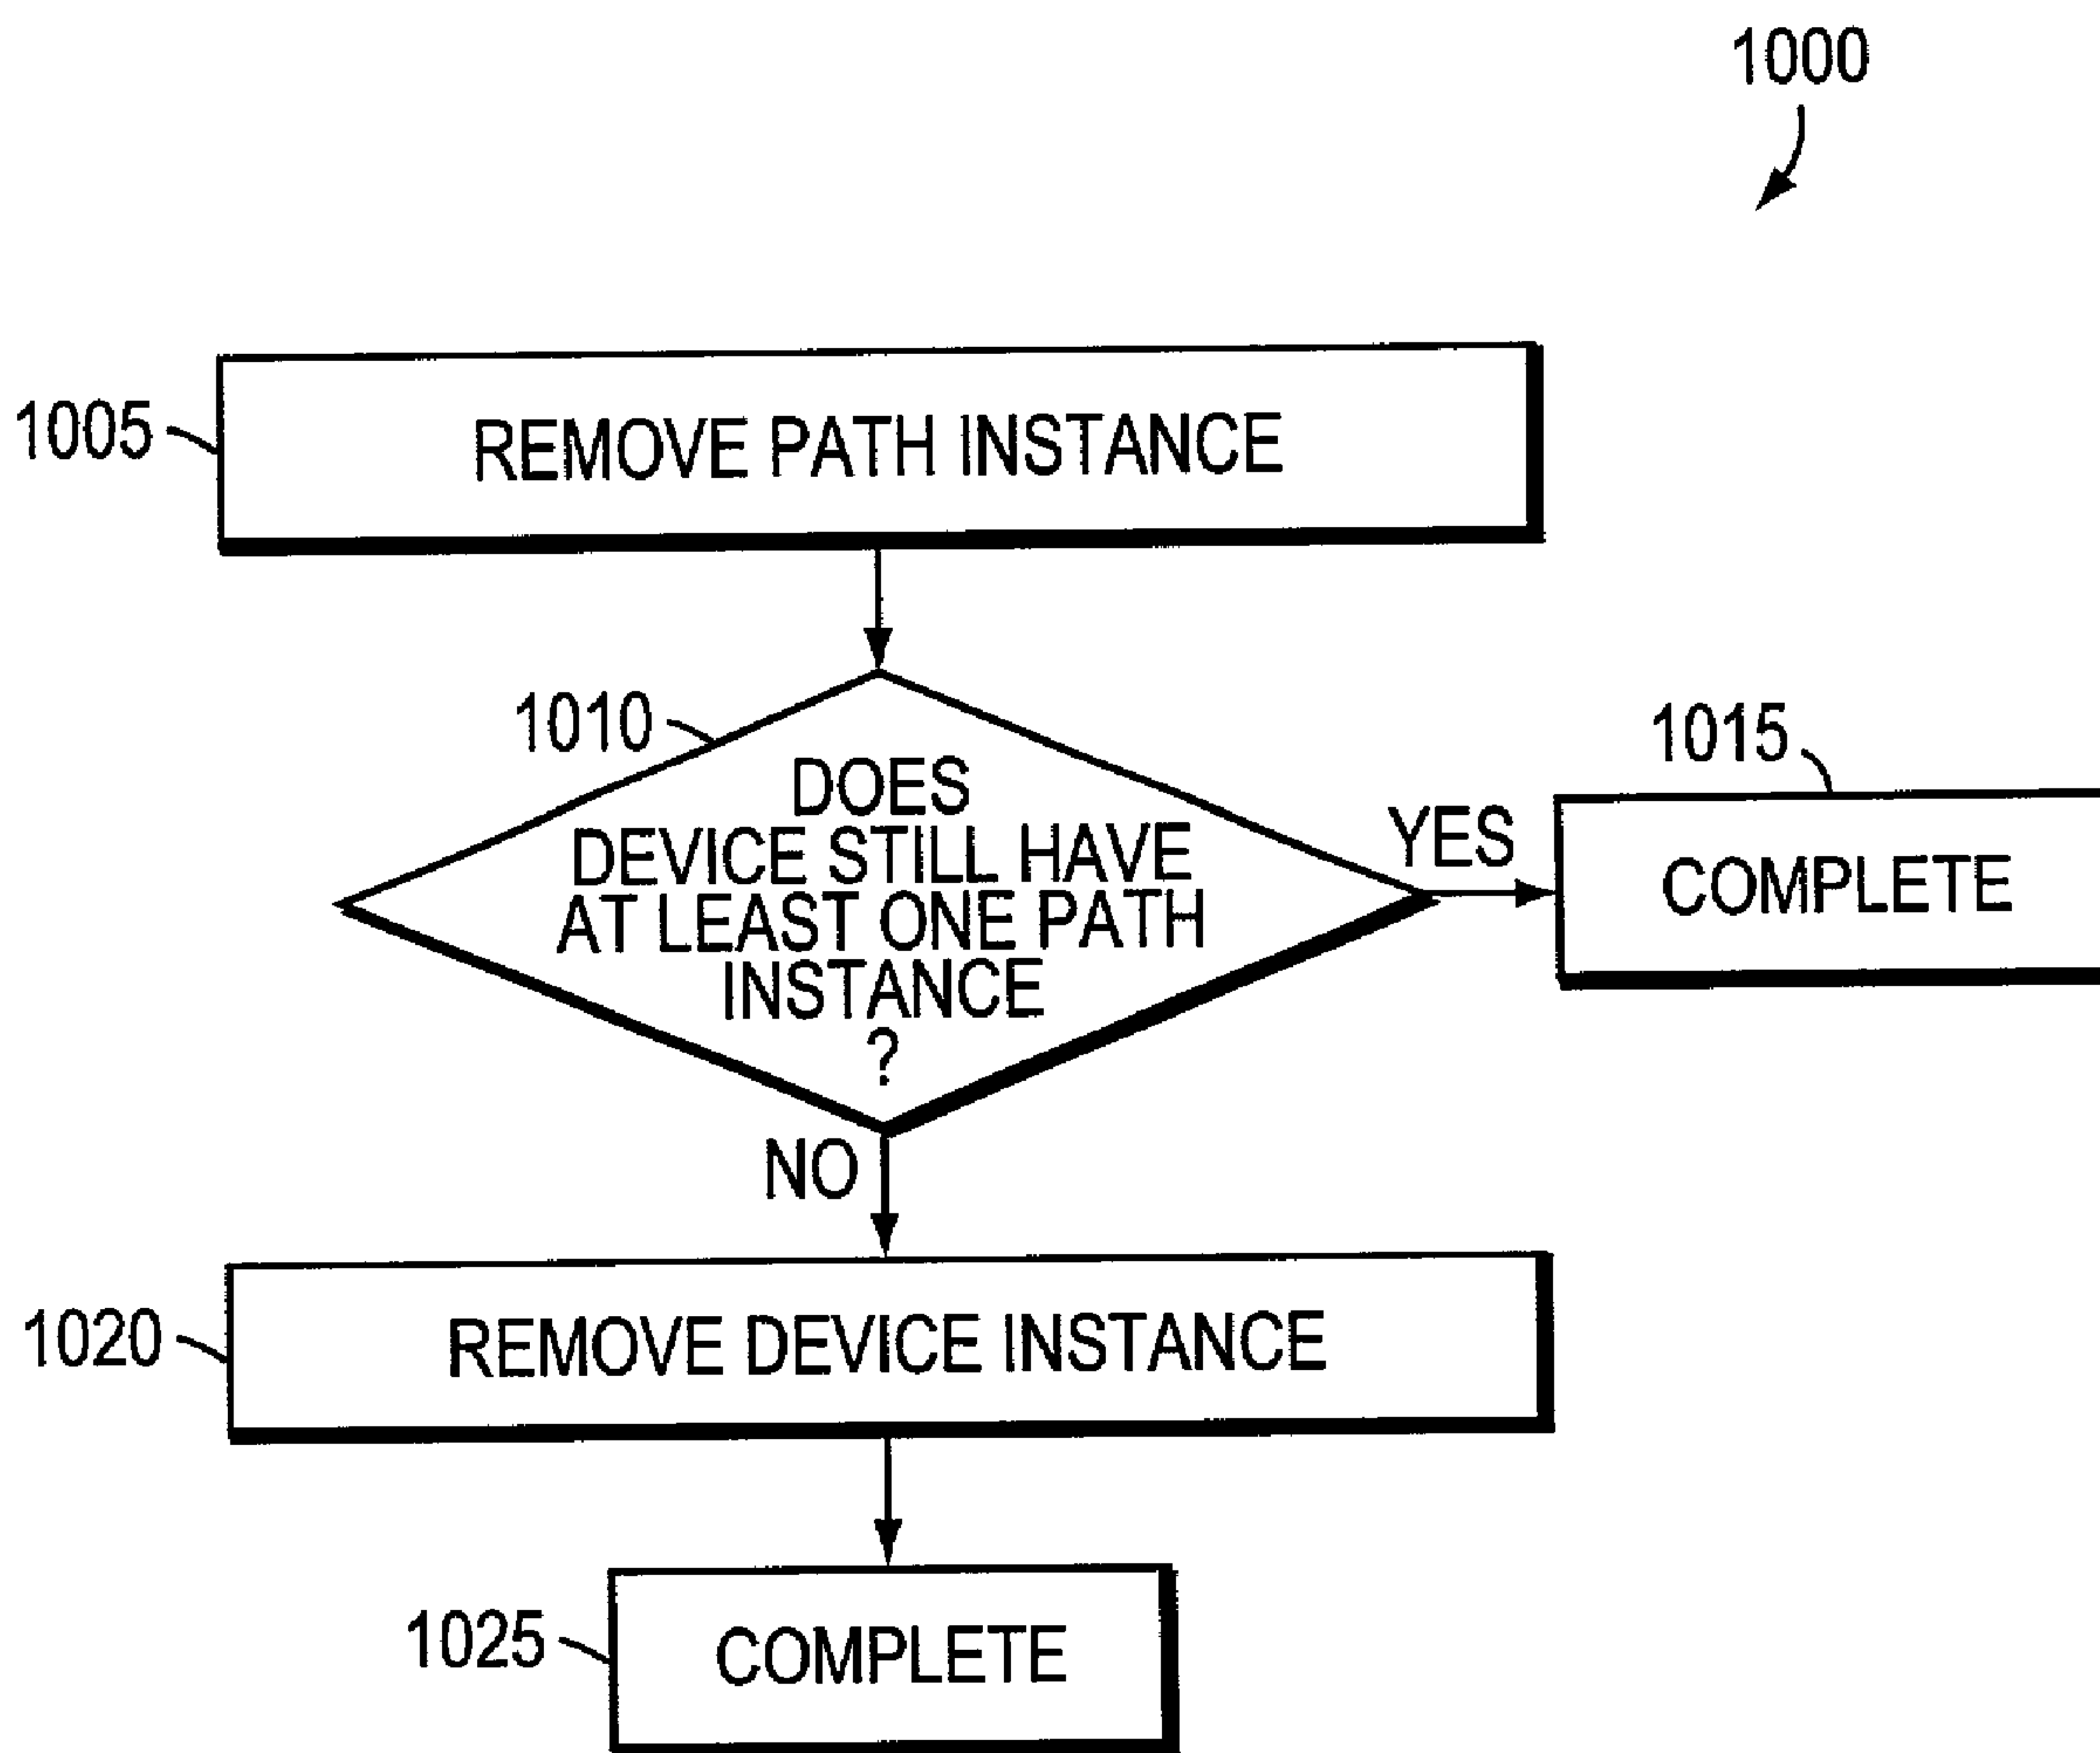 1000
1005
REMOVE PATH INSTANCE
1010
DOES
DEVICE STILL HAVE
AT LEAST ONE PATH
INSTANCE
?
YES
1015
COMPLETE
NO
1020
REMOVE DEVICE INSTANCE
1025
COMPLETE